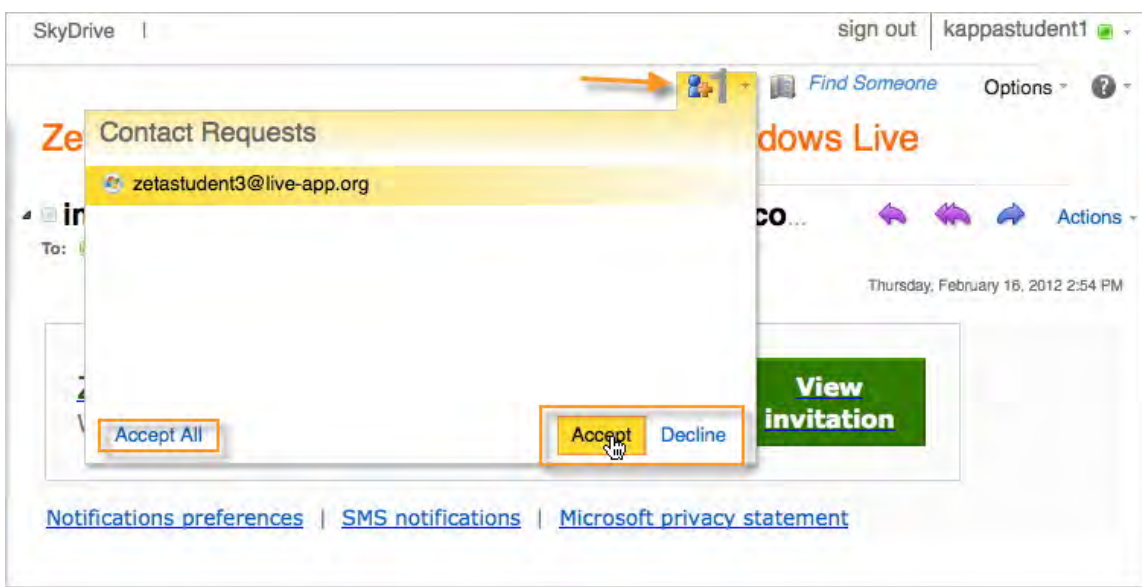 SkyDrive |
sign out | kappastudent1
1 Find Someone Options ?
Ze dows Live
Contact Requests
zetastudent3@live-app.org
in co... Actions
To:
Thursday, February 16, 2012 2:54 PM
View
invitation
Accept All Accept Decline
Notifications preferences | SMS notifications | Microsoft privacy statement